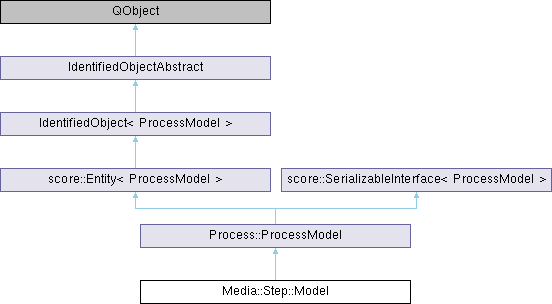 QObject
IdentifiedObjectAbstract
IdentifiedObject< ProcessModel >
score::Entity< ProcessModel >
score::SerializableInterface< ProcessModel >
Process::ProcessModel
Media::Step::Model